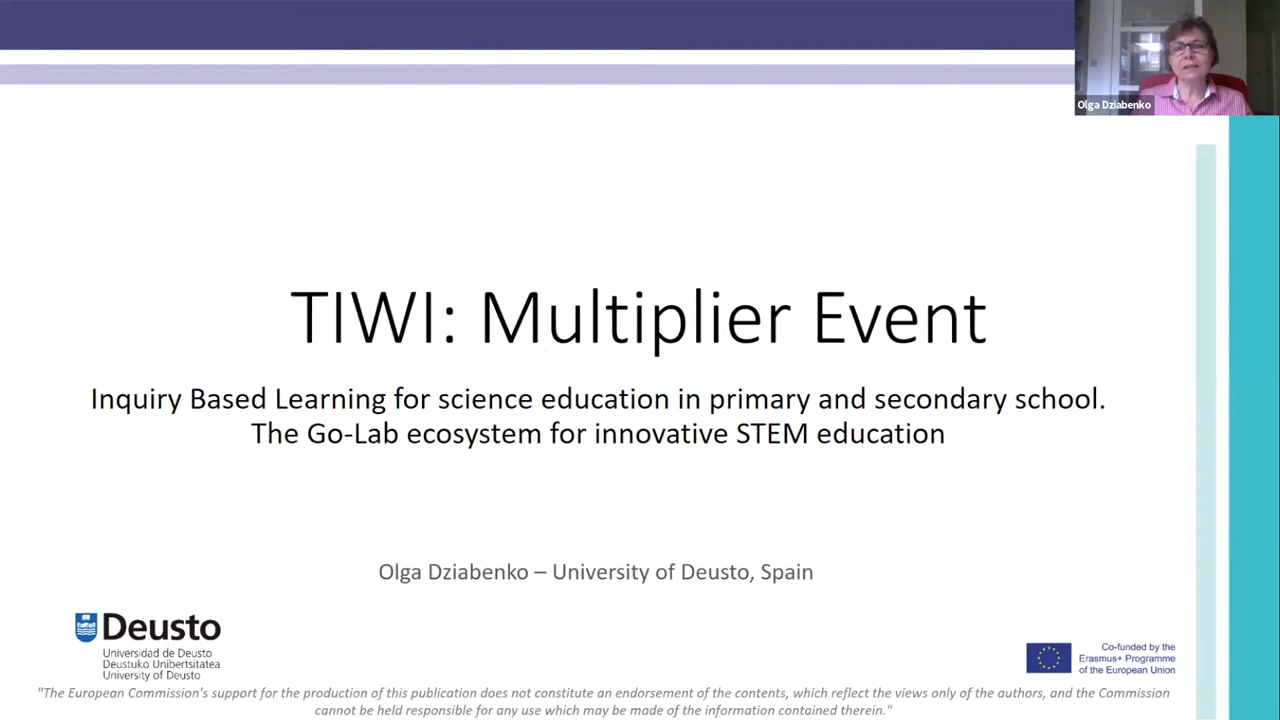 Olga Dziabenko
TIWI: Multiplier Event
Inquiry Based Learning for science education in primary and secondary school.
The Go-Lab ecosystem for innovative STEM education
Olga Dziabenko – University of Deusto, Spain
Deusto
Universidad de Deusto
Deustuko Unibertsitatea
University of Deusto
Co-funded by the
Erasmus+ Programme
of the European Union
"The European Commission's support for the production of this publication does not constitute an endorsement of the contents, which reflect the views only of the authors, and the Commission
cannot be held responsible for any use which may be made of the information contained therein."